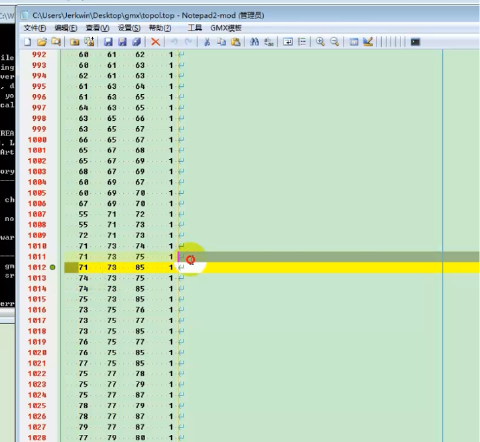 C:\Users\Jerkwin\Desktop\gmx\topol.top - Notepad2-mod (管理员)
文件(F) 编辑(E) 查看(V) 设置(S) 帮助(?) 工具 GMX模板
992 60 61 62 1
993 60 61 63 1
994 62 61 63 1
995 61 63 64 1
996 61 63 65 1
997 64 63 65 1
998 63 65 66 1
999 63 65 67 1
1000 66 65 67 1
1001 65 67 68 1
1002 65 67 69 1
1003 68 67 69 1
1004 60 69 67 1
1005 60 69 70 1
1006 67 69 70 1
1007 55 71 72 1
1008 55 71 73 1
1009 72 71 73 1
1010 71 73 74 1
1011 71 73 75 1
1012 71 73 85 1
1013 74 73 75 1
1014 74 73 85 1
1015 75 73 85 1
1016 73 75 76 1
1017 73 75 77 1
1018 73 75 85 1
1019 76 75 77 1
1020 76 75 85 1
1021 77 75 85 1
1022 75 77 78 1
1023 75 77 79 1
1024 75 77 87 1
1025 78 77 79 1
1026 78 77 87 1
1027 79 77 87 1
1028 77 79 80 1